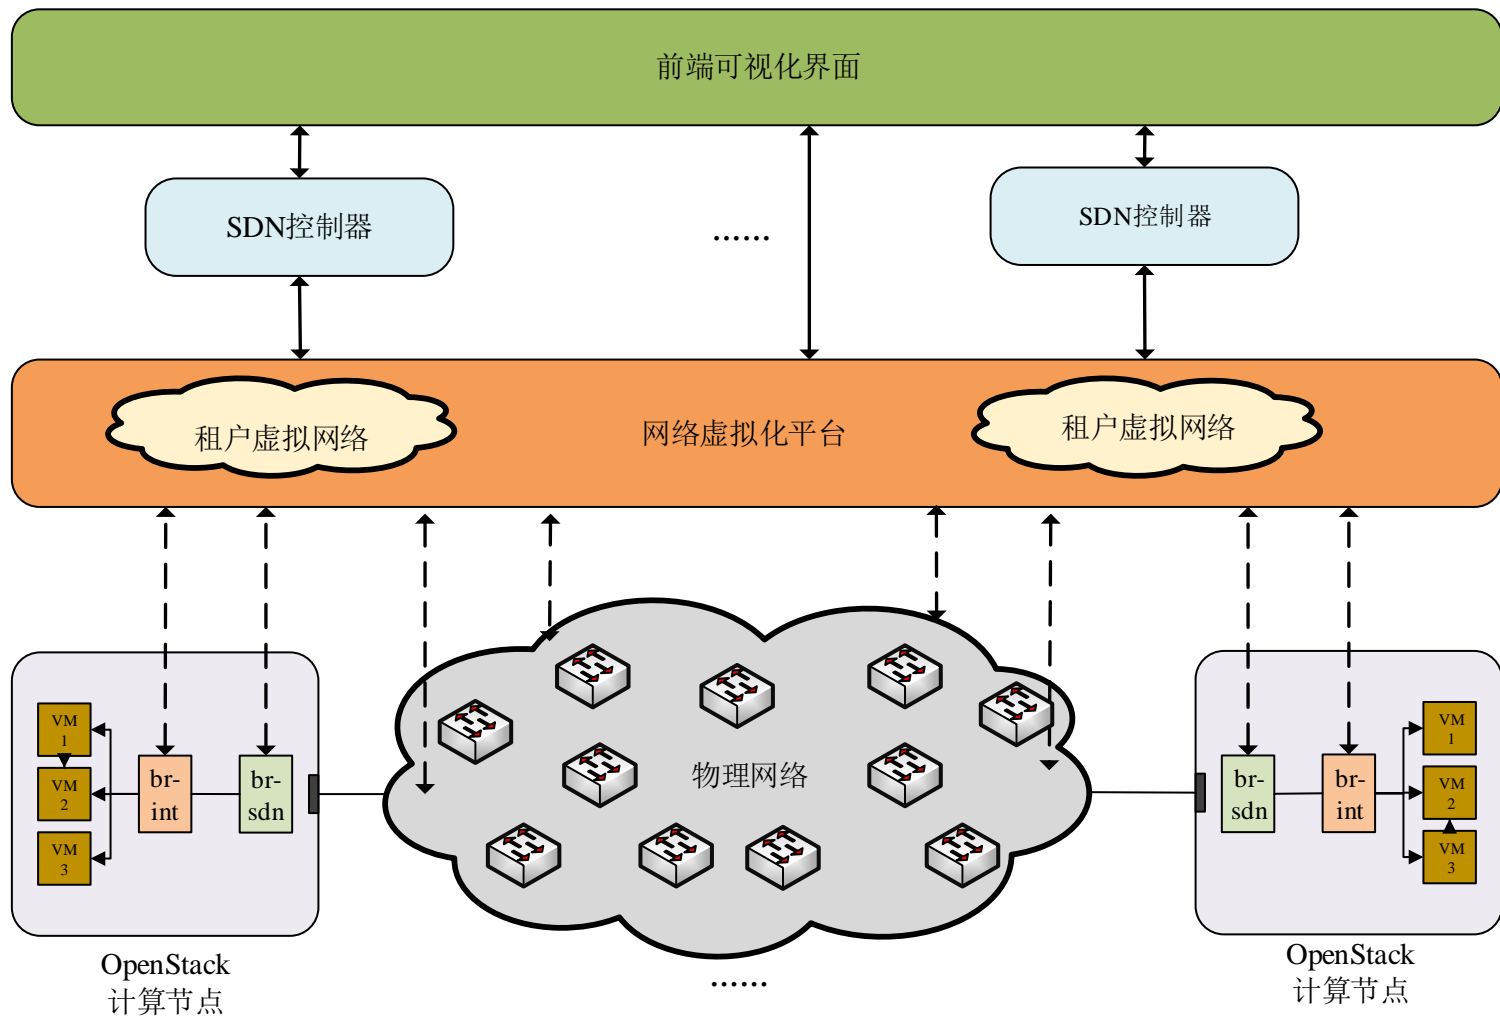 前端可视化界面
SDN控制器
......
SDN控制器
租户虚拟网络
网络虚拟化平台
租户虚拟网络
VM
1
VM
2
VM
3
br-
int
br-
sdn
物理网络
br-
sdn
br-
int
VM
1
VM
2
VM
3
OpenStack
计算节点
......
OpenStack
计算节点